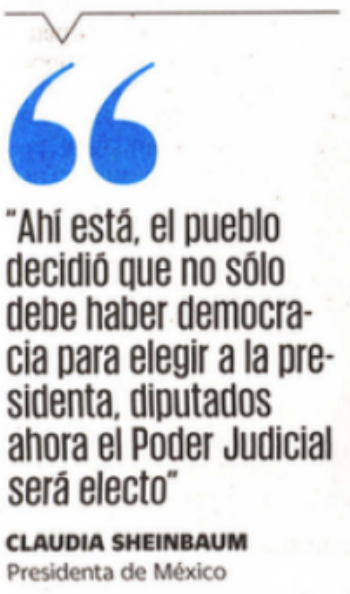 “Ahí está, el pueblo
decidió que no sólo
debe haber democra-
cia para elegir a la pre-
sidenta, diputados
ahora el Poder Judicial
será electo”
CLAUDIA SHEINBAUM
Presidenta de México